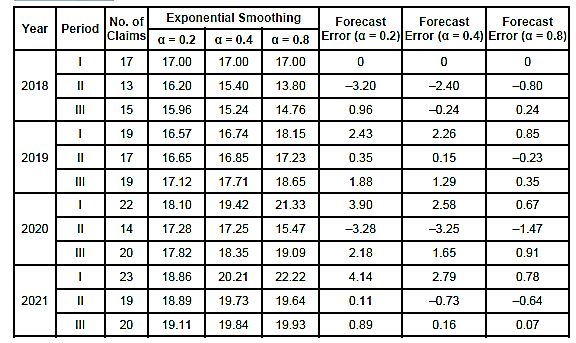 Year Period No. of Claims Exponential Smoothing Forecast Error (α = 0.2) Forecast Error (α = 0.4) Forecast Error (α = 0.8)
α = 0.2 α = 0.4 α = 0.8
2018 I 17 17.00 17.00 17.00 0 0 0
II 13 16.20 15.40 13.80 –3.20 –2.40 –0.80
III 15 15.96 15.24 14.76 0.96 –0.24 0.24
2019 I 19 16.57 16.74 18.15 2.43 2.26 0.85
II 17 16.65 16.85 17.23 0.35 0.15 –0.23
III 19 17.12 17.71 18.65 1.88 1.29 0.35
2020 I 22 18.10 19.42 21.33 3.90 2.58 0.67
II 14 17.28 17.25 15.47 –3.28 –3.25 –1.47
III 20 17.82 18.35 19.09 2.18 1.65 0.91
2021 I 23 18.86 20.21 22.22 4.14 2.79 0.78
II 19 18.89 19.73 19.64 0.11 –0.73 –0.64
III 20 19.11 19.84 19.93 0.89 0.16 0.07